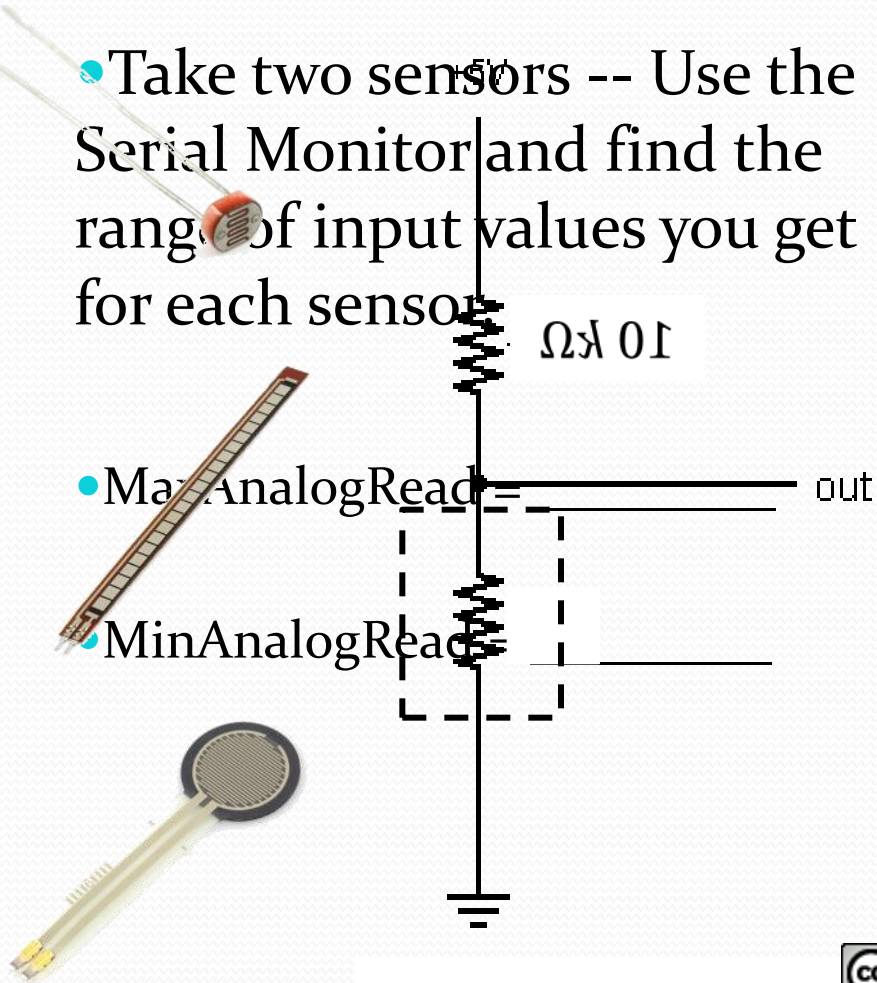 +5V
•Take two sensors -- Use the
Serial Monitor and find the
range of input values you get
for each sensor.
10 kΩ
•MaxAnalogRead =
out
•MinAnalogRead =
cc